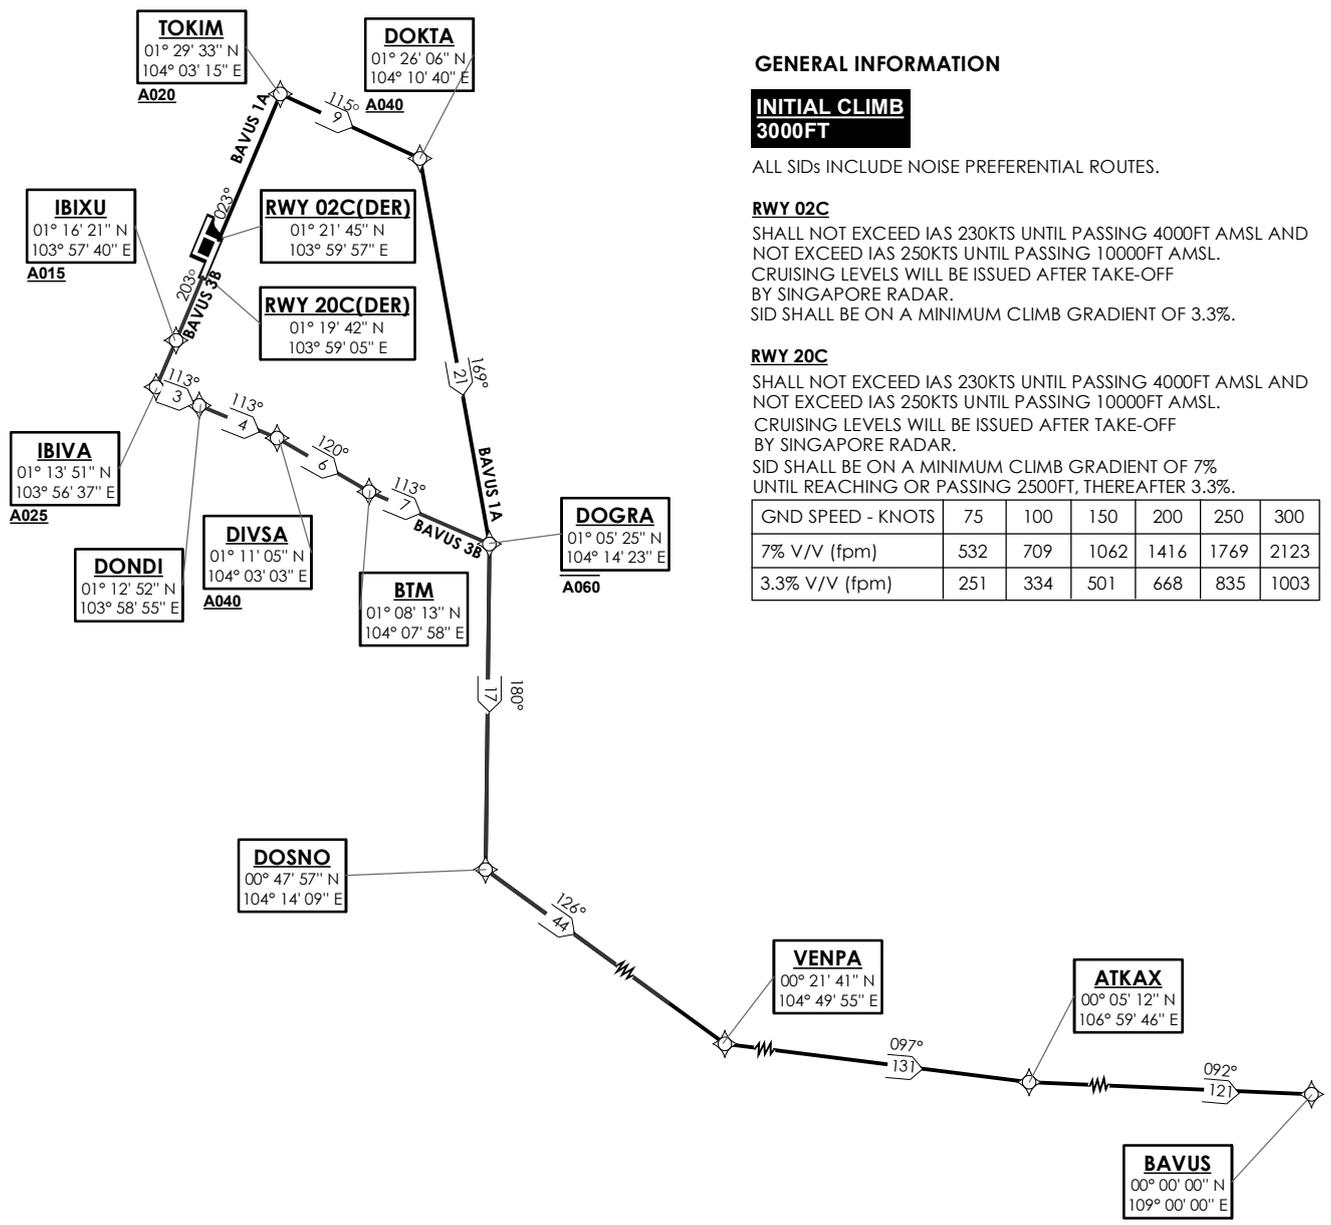 TOKIM
01° 29' 33" N
104° 03' 15" E
A020
DOKTA
01° 26' 06" N
104° 10' 40" E
A040
115°
9
BAVUS 1A
023°
IBIXU
01° 16' 21" N
103° 57' 40" E
A015
RWY 02C(DER)
01° 21' 45" N
103° 59' 57" E
RWY 20C(DER)
01° 19' 42" N
103° 59' 05" E
203°
BAVUS 3B
113°
3
113°
4
120°
6
113°
7
BAVUS 3B
169°
21
BAVUS 1A
IBIVA
01° 13' 51" N
103° 56' 37" E
A025
DONDI
01° 12' 52" N
103° 58' 55" E
DIVSA
01° 11' 05" N
104° 03' 03" E
A040
BTM
01° 08' 13" N
104° 07' 58" E
DOGRA
01° 05' 25" N
104° 14' 23" E
A060
17
180°
DOSNO
00° 47' 57" N
104° 14' 09" E
126°
44
VENPA
00° 21' 41" N
104° 49' 55" E
097°
131
ATKAX
00° 05' 12" N
106° 59' 46" E
092°
121
BAVUS
00° 00' 00" N
109° 00' 00" E
GENERAL INFORMATION
INITIAL CLIMB
3000FT
ALL SIDs INCLUDE NOISE PREFERENTIAL ROUTES.
RWY 02C
SHALL NOT EXCEED IAS 230KTS UNTIL PASSING 4000FT AMSL AND
NOT EXCEED IAS 250KTS UNTIL PASSING 10000FT AMSL.
CRUISING LEVELS WILL BE ISSUED AFTER TAKE-OFF
BY SINGAPORE RADAR.
SID SHALL BE ON A MINIMUM CLIMB GRADIENT OF 3.3%.
RWY 20C
SHALL NOT EXCEED IAS 230KTS UNTIL PASSING 4000FT AMSL AND
NOT EXCEED IAS 250KTS UNTIL PASSING 10000FT AMSL.
CRUISING LEVELS WILL BE ISSUED AFTER TAKE-OFF
BY SINGAPORE RADAR.
SID SHALL BE ON A MINIMUM CLIMB GRADIENT OF 7%
UNTIL REACHING OR PASSING 2500FT, THEREAFTER 3.3%.
GND SPEED - KNOTS 75 100 150 200 250 300
7% V/V (fpm) 532 709 1062 1416 1769 2123
3.3% V/V (fpm) 251 334 501 668 835 1003